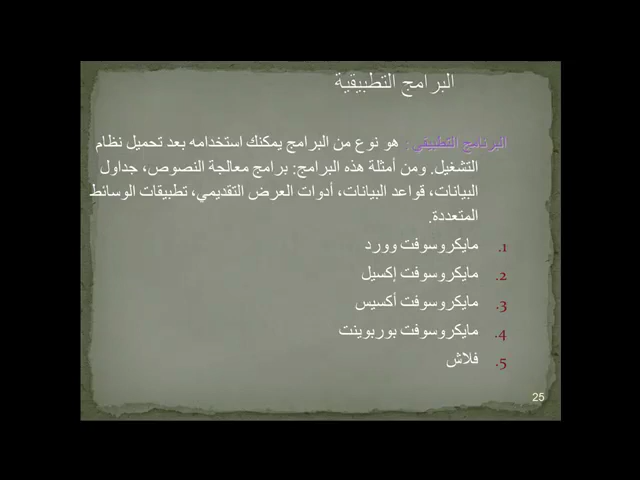 البرامج التطبيقية
البرنامج التطبيقي: هو نوع من البرامج يمكنك استخدامه بعد تحميل نظام
التشغيل. ومن أمثلة هذه البرامج: برامج معالجة النصوص، جداول
البيانات، قواعد البيانات، أدوات العرض التقديمي، تطبيقات الوسائط
المتعددة.
1. مايكروسوفت وورد
2. مايكروسوفت إكسيل
3. مايكروسوفت أكسيس
4. مايكروسوفت بوربوينت
5. فلاش
25